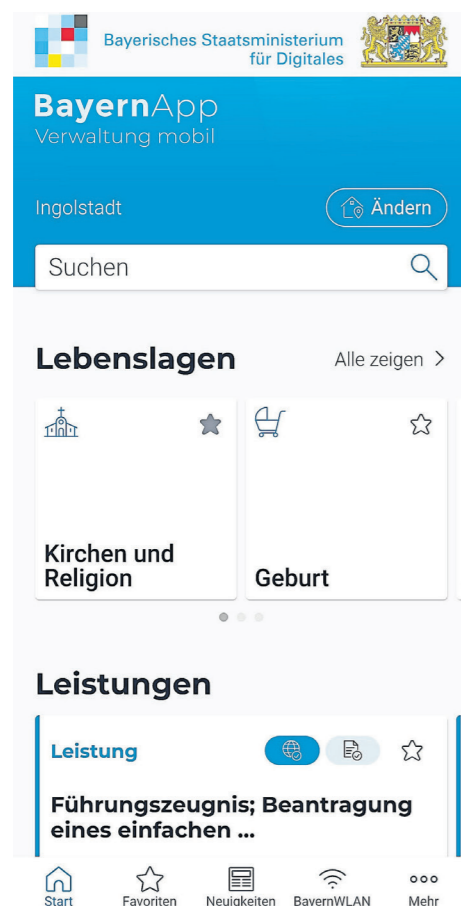 Bayerisches Staatsministerium
für Digitales
BayernApp
Verwaltung mobil
Ingolstadt
Ändern
Suchen
Lebenslagen
Alle zeigen >
Kirchen und
Religion
Geburt
Leistungen
Leistung
Führungszeugnis; Beantragung
eines einfachen ...
Start Favoriten Neuigkeiten BayernWLAN Mehr